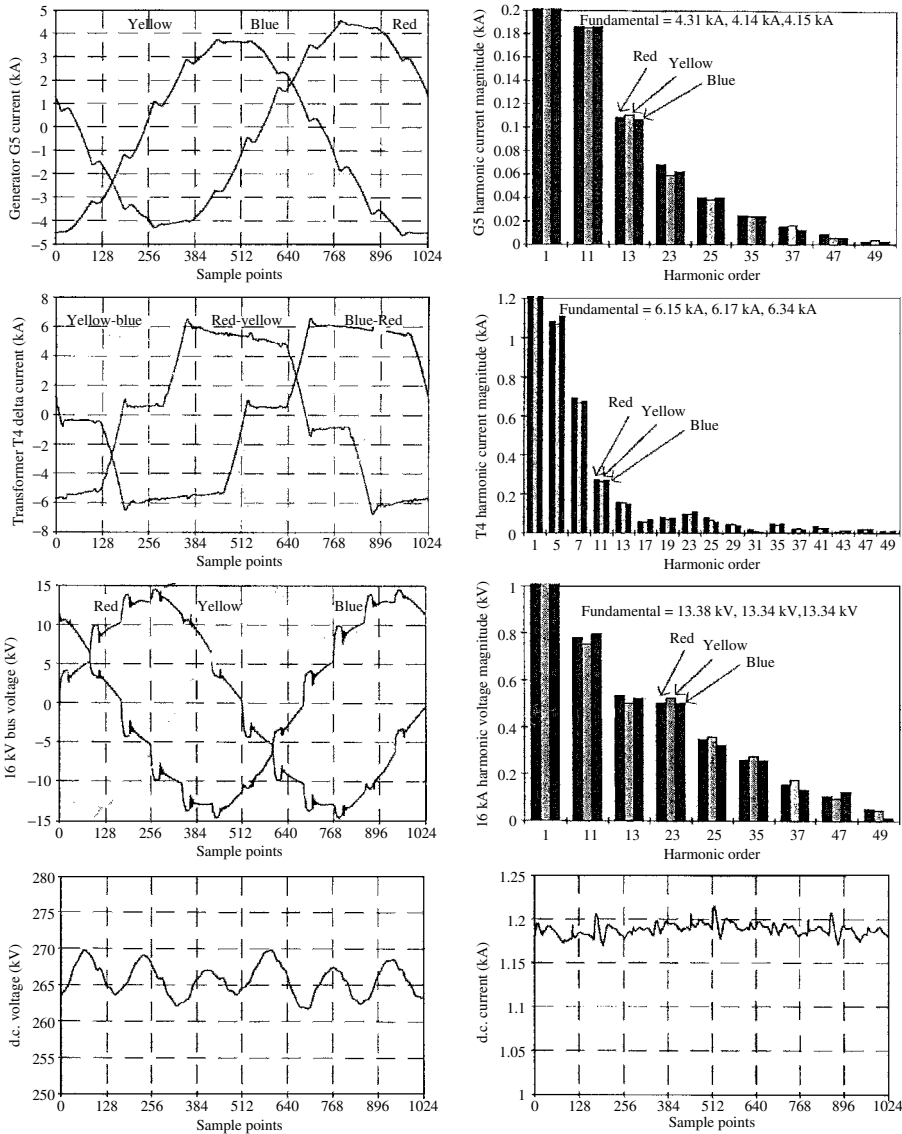 Yellow Blue Red
Generator G5 current (kA)
5
4
3
2
1
0
−1
−2
−3
−4
−5
0 128 256 384 512 640 768 896 1024
Sample points
Fundamental = 4.31 kA, 4.14 kA,4.15 kA
Red
Yellow
Blue
G5 harmonic current magnitude (kA)
0.2
0.18
0.16
0.14
0.12
0.1
0.08
0.06
0.04
0.02
0
1 11 13 23 25 35 37 47 49
Harmonic order
Yellow-blue Red-yellow Blue-Red
Transformer T4 delta current (kA)
8
6
4
2
0
−2
−4
−6
−8
0 128 256 384 512 640 768 896 1024
Sample points
Fundamental = 6.15 kA, 6.17 kA, 6.34 kA
Red
Yellow
Blue
T4 harmonic current magnitude (kA)
1.2
1
0.8
0.6
0.4
0.2
0
1 5 7 11 13 17 19 23 25 29 31 35 37 41 43 47 49
Harmonic order
Red Yellow Blue
16 kV bus voltage (kV)
15
10
5
0
−5
−10
−15
0 128 256 384 512 640 768 896 1024
Sample points
Fundamental = 13.38 kV, 13.34 kV,13.34 kV
Red
Yellow
Blue
16 kA harmonic voltage magnitude (kV)
1
0.8
0.6
0.4
0.2
0
1 11 13 23 25 35 37 47 49
Harmonic order
d.c. voltage (kV)
280
275
270
265
260
255
250
0 128 256 384 512 640 768 896 1024
Sample points
d.c. current (kA)
1.25
1.2
1.15
1.1
1.05
1
0 128 256 384 512 640 768 896 1024
Sample points